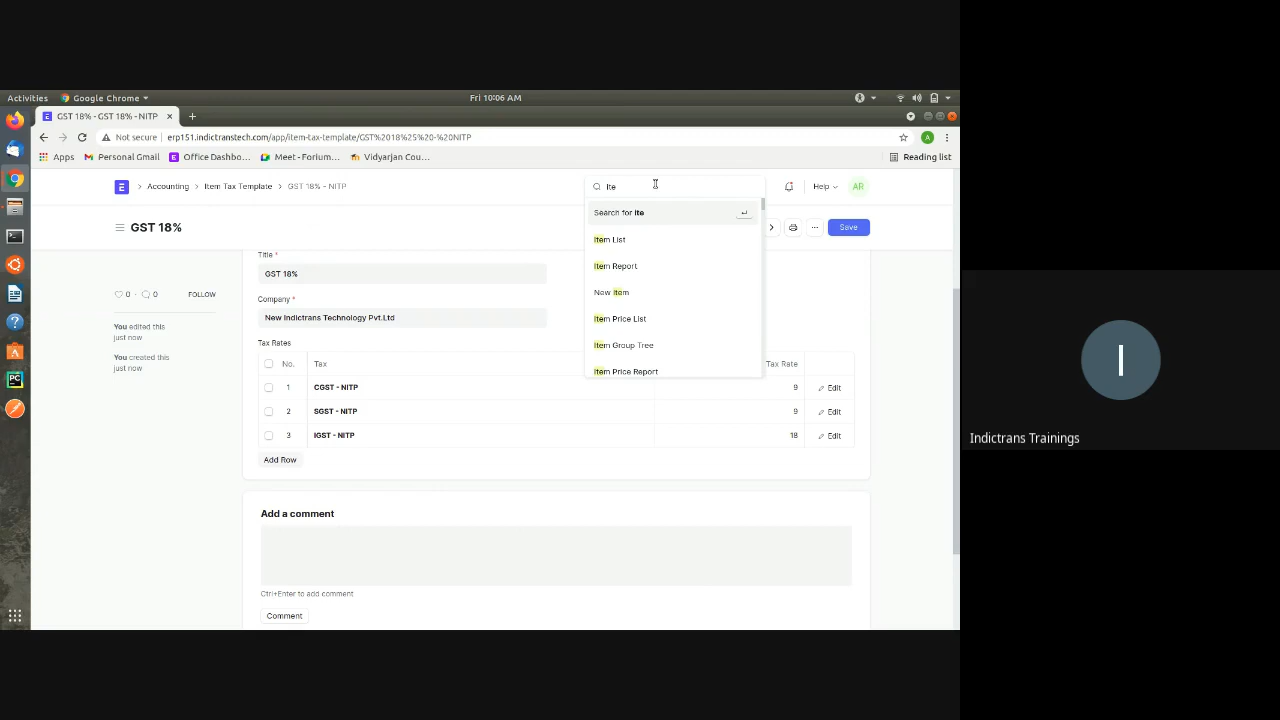 Activities
Google Chrome
Fri 10:06 AM
GST 18% - GST 18% - NITP
Not secure
erp151.indictranstech.com/app/item-tax-template/GST%2018%25%20-%20NITP
Apps
Personal Gmail
Office Dashbo...
Meet - Forium...
Vidyarjan Cou...
Reading list
Accounting
Item Tax Template
GST 18% - NITP
Ite
Help
AR
GST 18%
Search for Ite
Save
Item List
Item Report
New Item
Item Price List
Item Group Tree
Item Price Report
Title *
GST 18%
0
0
FOLLOW
Company *
New Indictrans Technology Pvt.Ltd
You edited this
just now
You created this
just now
Tax Rates
No.
Tax
Tax Rate
1
CGST - NITP
9
Edit
2
SGST - NITP
9
Edit
3
IGST - NITP
18
Edit
Add Row
Add a comment
Ctrl+Enter to add comment
Comment
I
Indictrans Trainings